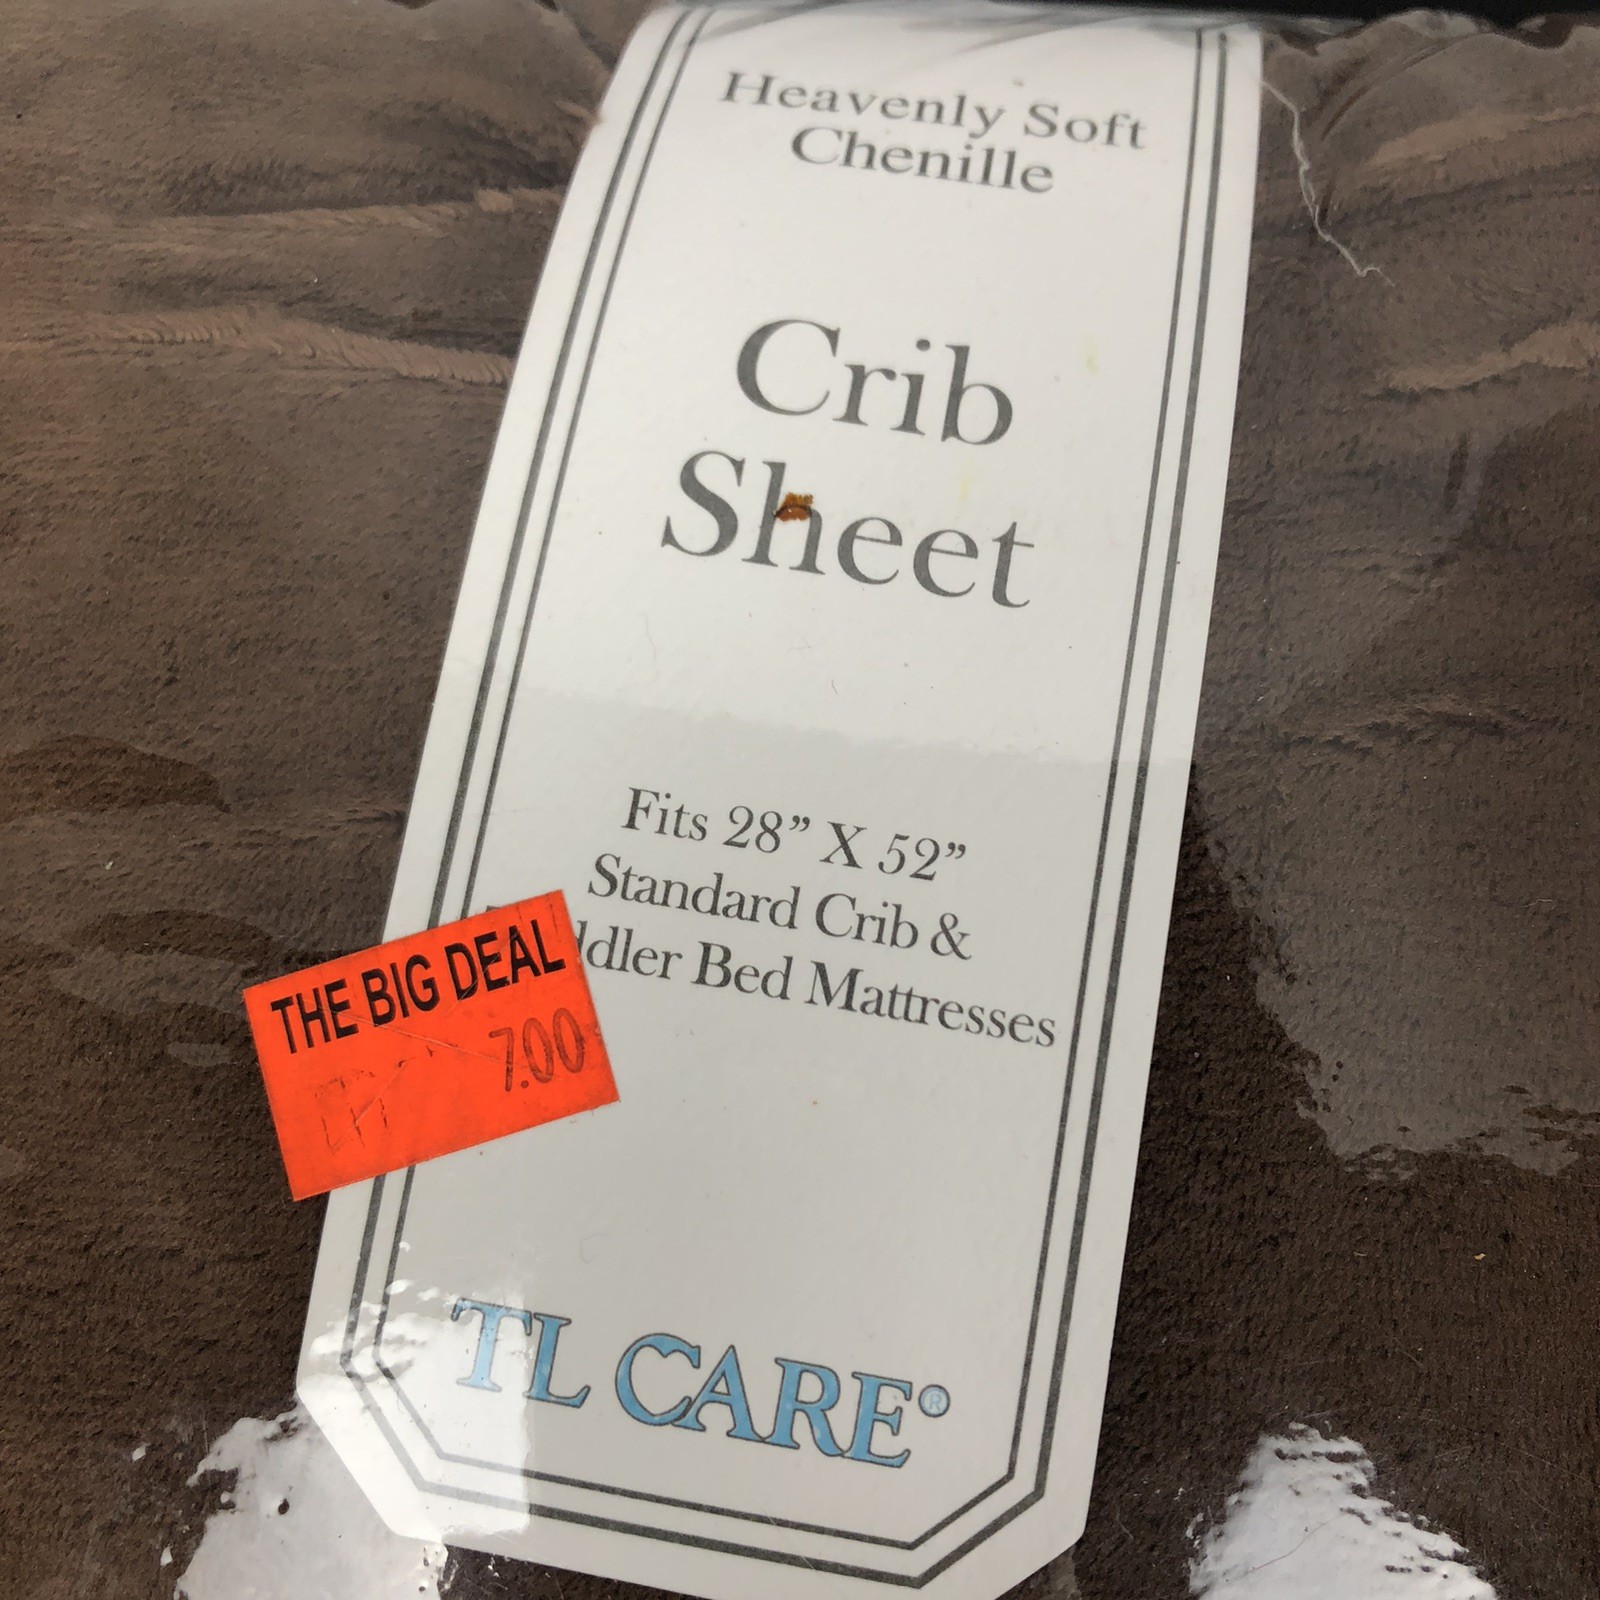 Heavenly Soft
Chenille
Crib
Sheet
Fits 28" X 52"
Standard Crib &
Bed Mattresses
THE BIG DEAL
7.00
TL CARE®